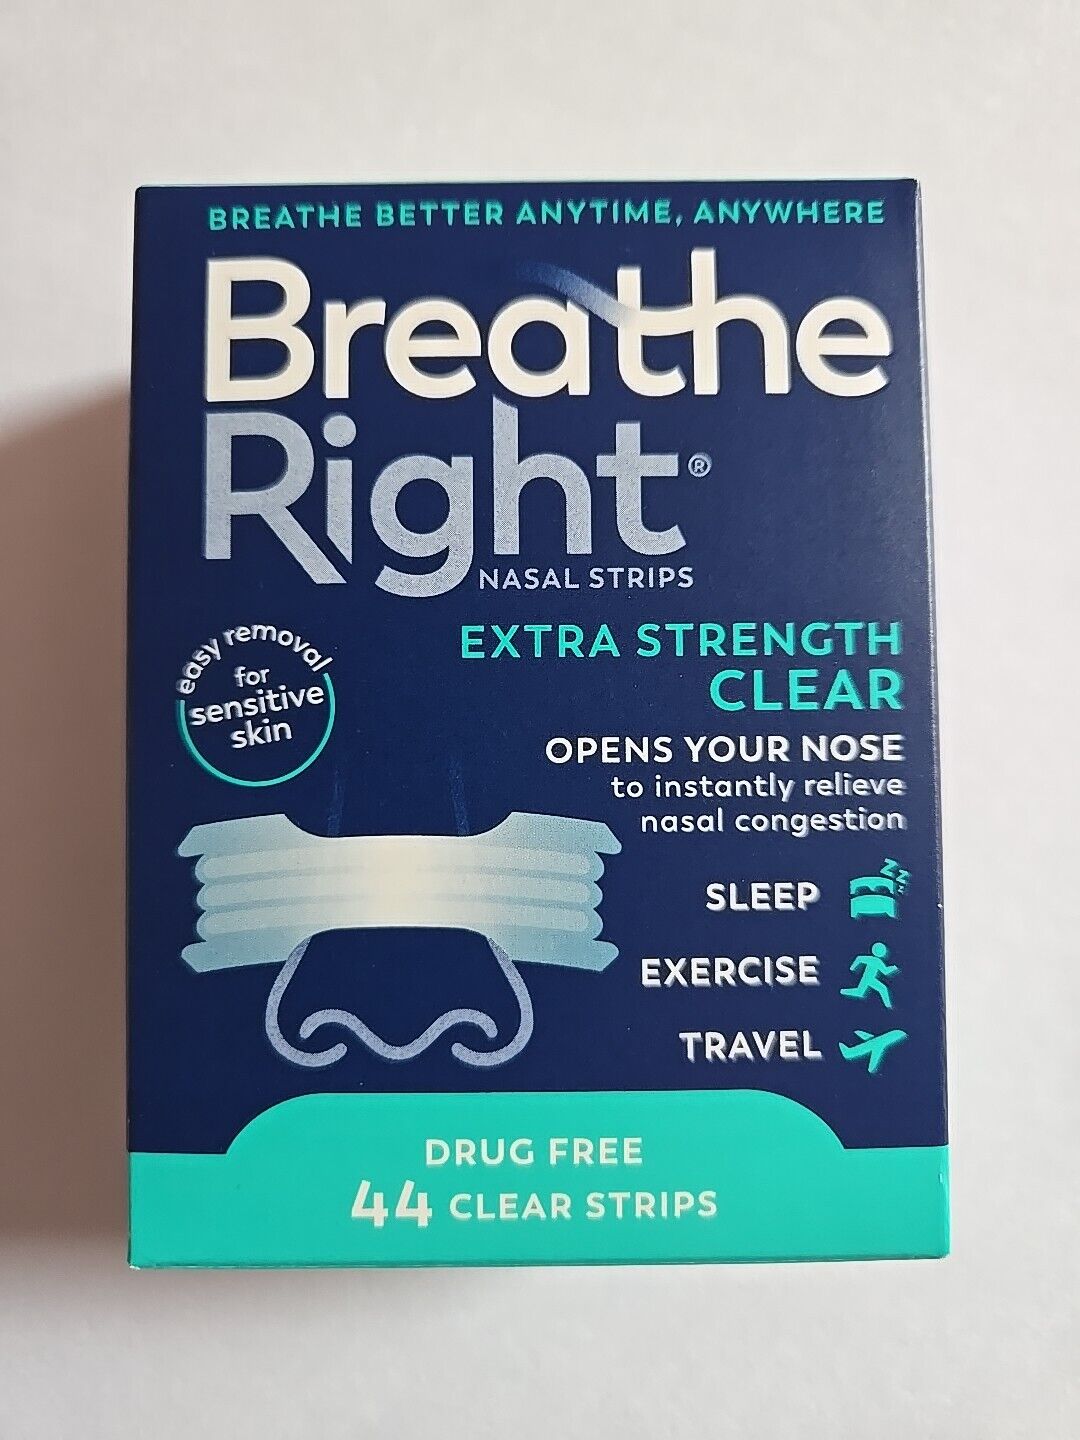 BREATHE BETTER ANYTIME, ANYWHERE
Breathe
Right®
NASAL STRIPS
easy removal
for
sensitive
skin
EXTRA STRENGTH
CLEAR
OPENS YOUR NOSE
to instantly relieve
nasal congestion
SLEEP
ZZZ
EXERCISE
TRAVEL
DRUG FREE
44 CLEAR STRIPS